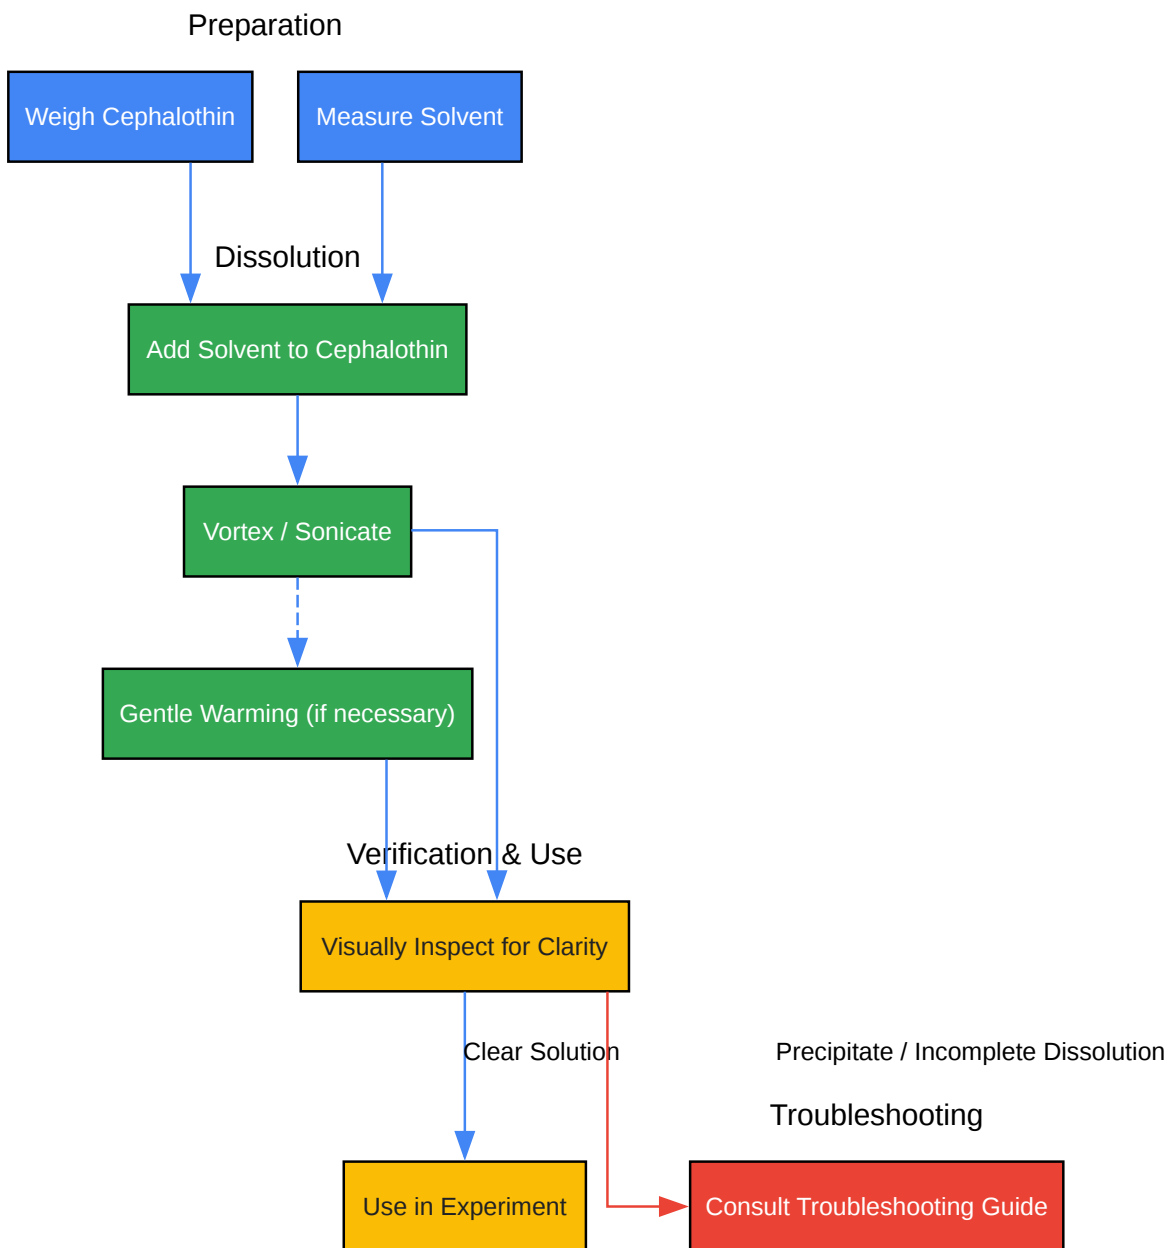 Preparation
Weigh Cephalothin
Measure Solvent
Dissolution
Add Solvent to Cephalothin
Vortex / Sonicate
Gentle Warming (if necessary)
Verification & Use
Visually Inspect for Clarity
Clear Solution
Precipitate / Incomplete Dissolution
Troubleshooting
Use in Experiment
Consult Troubleshooting Guide